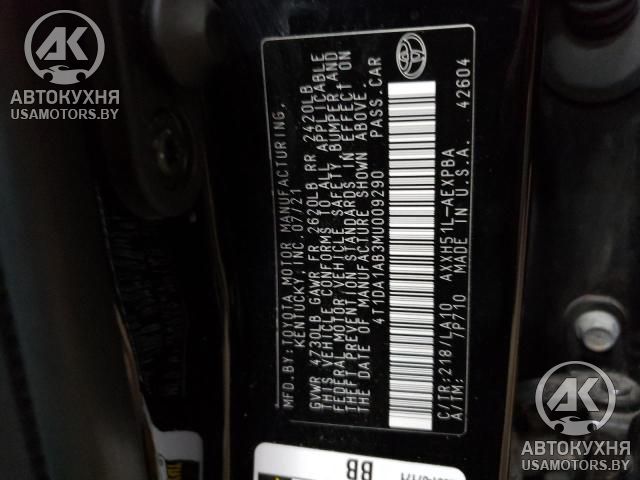 AK
АВТОКУХНЯ
USAMOTORS.BY
MFD.BY:TOYOTA MOTOR MANUFACTURING,
KENTUCKY,INC. 07/21
GVWR 4730LB GAWR FR 2620LB RR 2420LB
THIS VEHICLE CONFORMS TO ALL APPLICABLE
FEDERAL MOTOR VEHICLE SAFETY, BUMPER, AND
THEFT PREVENTION STANDARDS IN EFFECT ON
THE DATE OF MANUFACTURE SHOWN ABOVE.
4T1DA1AB3MU009290 PASS.CAR
C/TR:218/LA10 AXXH51L-AEXPBA
A/TM: P710 MADE IN U.S.A. 42604
BB
AK
АВТОКУХНЯ
USAMOTORS.BY